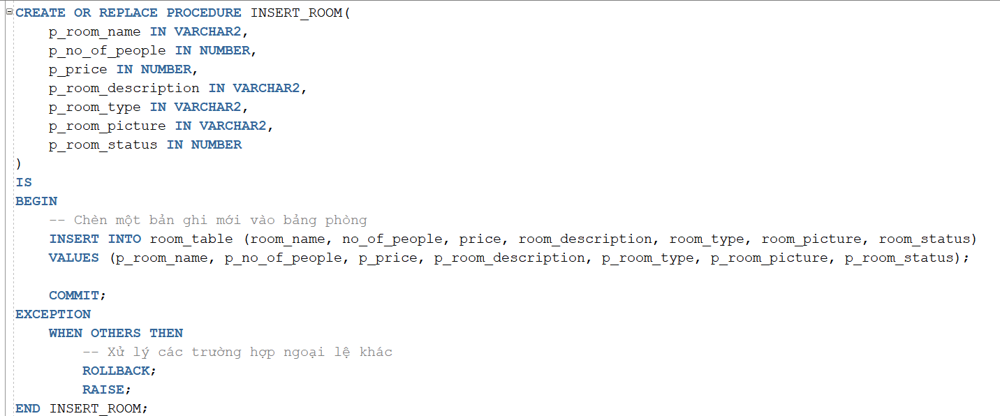 CREATE OR REPLACE PROCEDURE INSERT_ROOM(
    p_room_name IN VARCHAR2,
    p_no_of_people IN NUMBER,
    p_price IN NUMBER,
    p_room_description IN VARCHAR2,
    p_room_type IN VARCHAR2,
    p_room_picture IN VARCHAR2,
    p_room_status IN NUMBER
)
IS
BEGIN
    -- Chèn một bản ghi mới vào bảng phòng
    INSERT INTO room_table (room_name, no_of_people, price, room_description, room_type, room_picture, room_status)
    VALUES (p_room_name, p_no_of_people, p_price, p_room_description, p_room_type, p_room_picture, p_room_status);
    COMMIT;
EXCEPTION
    WHEN OTHERS THEN
        -- Xử lý các trường hợp ngoại lệ khác
        ROLLBACK;
        RAISE;
END INSERT_ROOM;